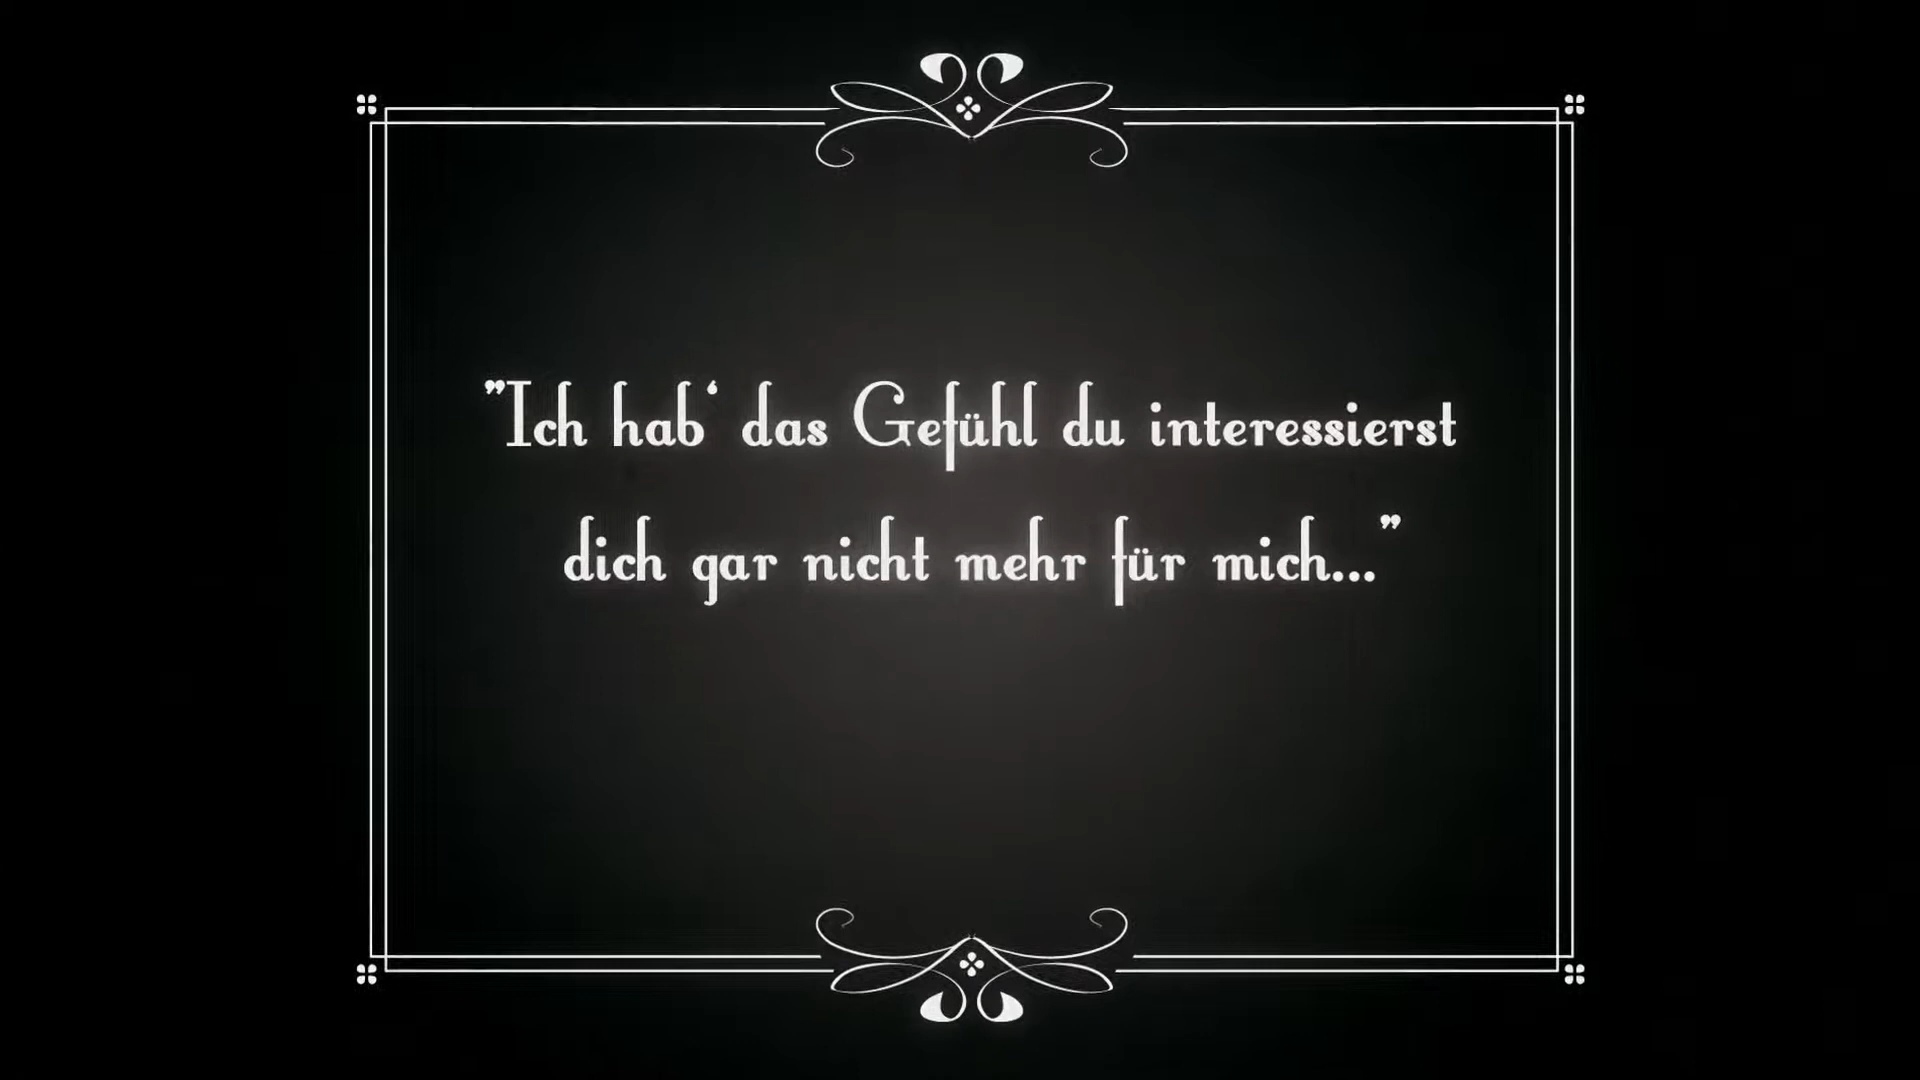 "Ich hab‘ das Gefühl du interessierst
dich gar nicht mehr für mich..."